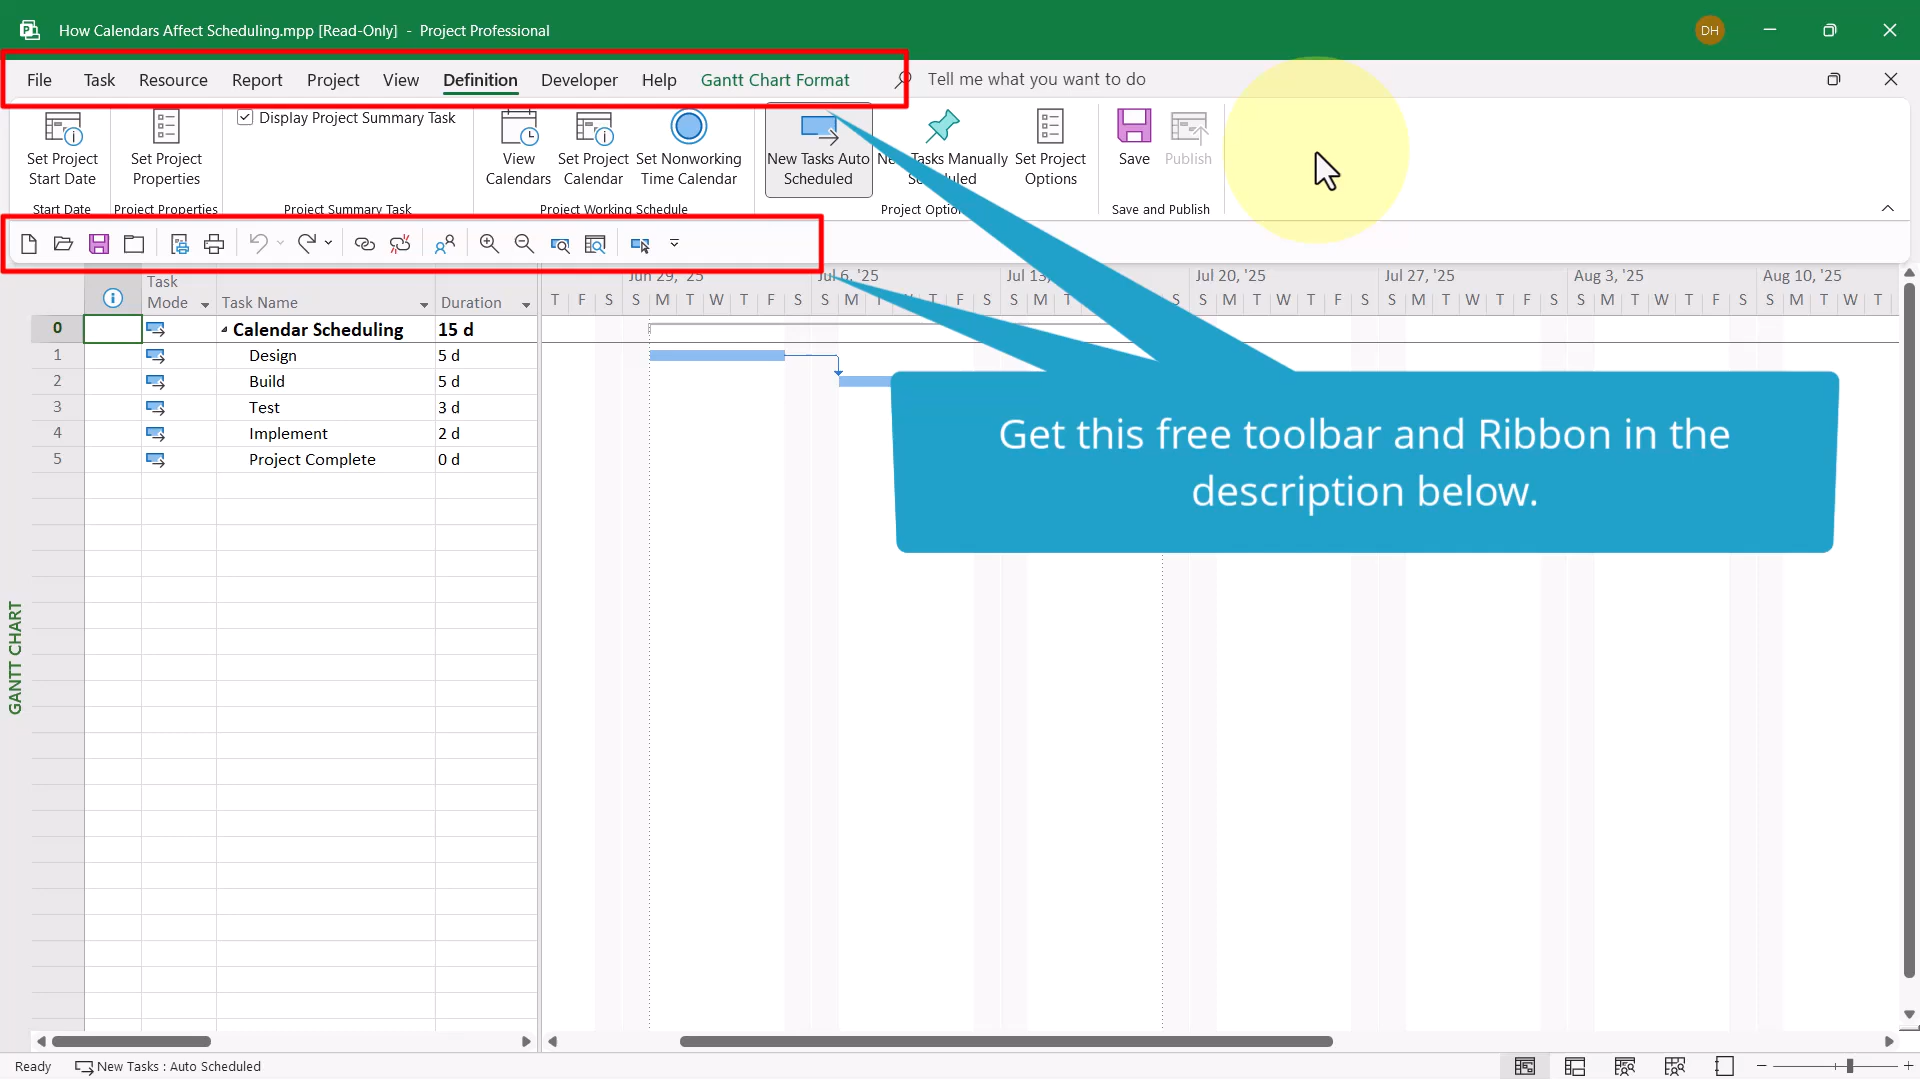 How Calendars Affect Scheduling.mpp [Read-Only] - Project Professional
DH
File Task Resource Report Project View Definition Developer Help Gantt Chart Format Tell me what you want to do
Display Project Summary Task
Set Project Start Date
Set Project Properties
View Calendars
Set Project Calendar
Set Nonworking Time Calendar
New Tasks Auto Scheduled
Set Project Options
Save
Publish
Start Date
Project Properties
Project Summary Task
Project Working Schedule
Save and Publish
Task Mode
Task Name
Duration
Jun 29, '25
Jul 6, '25
Jul 20, '25
Jul 27, '25
Aug 3, '25
Aug 10, '25
0 Calendar Scheduling 15 d
1 Design 5 d
2 Build 5 d
3 Test 3 d
4 Implement 2 d
5 Project Complete 0 d
Get this free toolbar and Ribbon in the
description below.
GANTT CHART
Ready New Tasks : Auto Scheduled